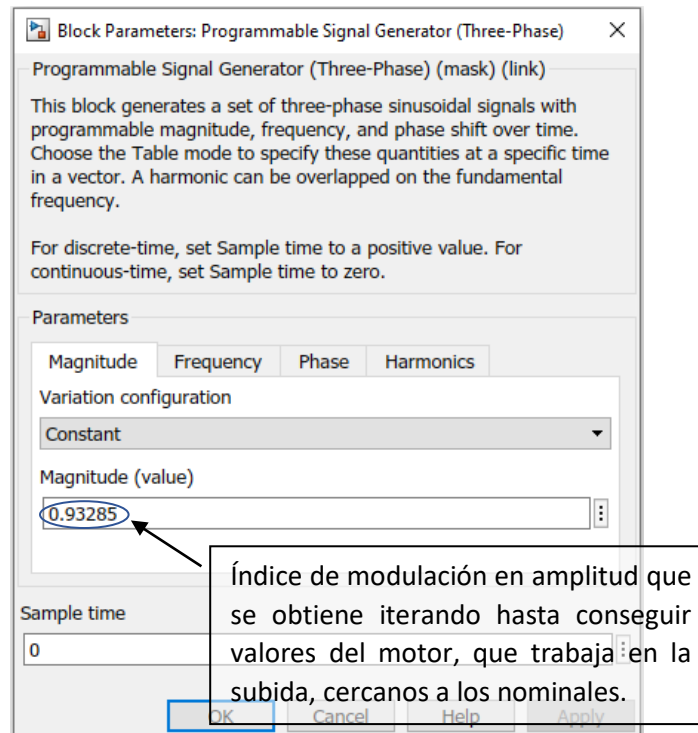 Block Parameters: Programmable Signal Generator (Three-Phase)
Programmable Signal Generator (Three-Phase) (mask) (link)
This block generates a set of three-phase sinusoidal signals with
programmable magnitude, frequency, and phase shift over time.
Choose the Table mode to specify these quantities at a specific time
in a vector. A harmonic can be overlapped on the fundamental
frequency.
For discrete-time, set Sample time to a positive value. For
continuous-time, set Sample time to zero.
Parameters
Magnitude Frequency Phase Harmonics
Variation configuration
Constant
Magnitude (value)
0.93285
Índice de modulación en amplitud que
se obtiene iterando hasta conseguir
valores del motor, que trabaja en la
subida, cercanos a los nominales.
Sample time
0
OK Cancel Help Apply